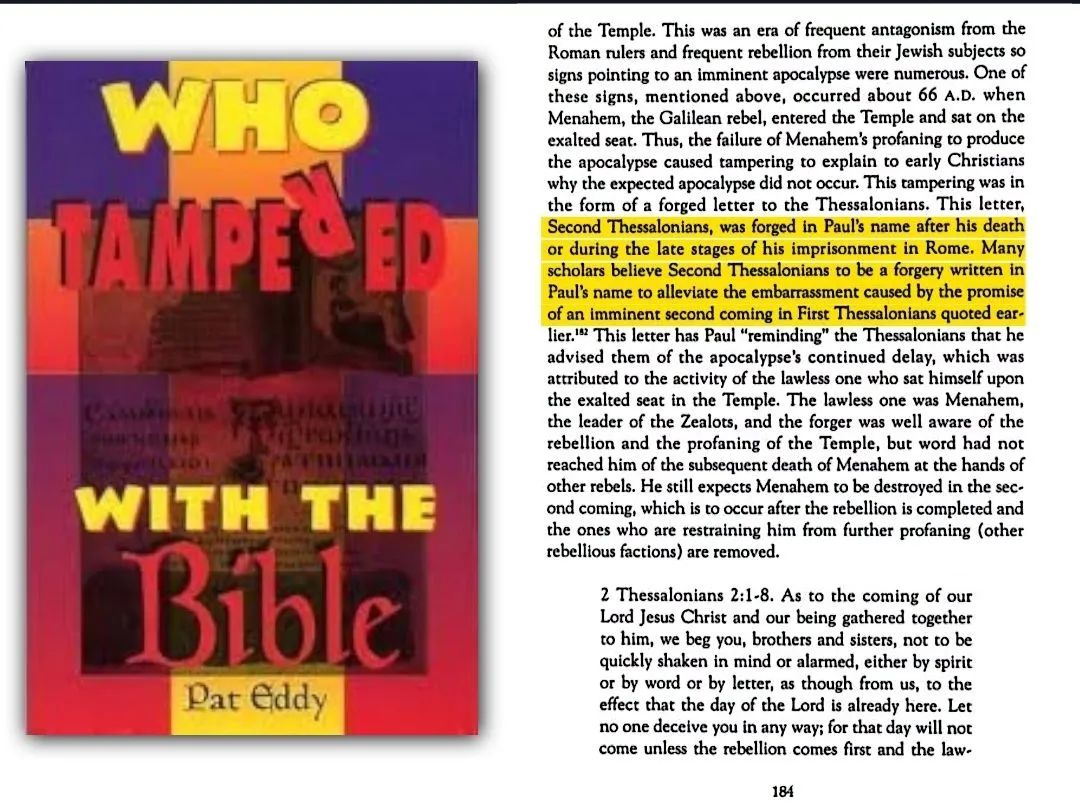 WHO
TAMPERED
WITH THE
Bible
Pat Eddy
of the Temple. This was an era of frequent antagonism from the
Roman rulers and frequent rebellion from their Jewish subjects so
signs pointing to an imminent apocalypse were numerous. One of
these signs, mentioned above, occurred about 66 A.D. when
Menahem, the Galilean rebel, entered the Temple and sat on the
exalted seat. Thus, the failure of Menahem's profaning to produce
the apocalypse caused tampering to explain to early Christians
why the expected apocalypse did not occur. This tampering was in
the form of a forged letter to the Thessalonians. This letter,
Second Thessalonians, was forged in Paul's name after his death
or during the late stages of his imprisonment in Rome. Many
scholars believe Second Thessalonians to be a forgery written in
Paul's name to alleviate the embarrassment caused by the promise
of an imminent second coming in First Thessalonians quoted ear-
lier.¹⁸² This letter has Paul "reminding" the Thessalonians that he
advised them of the apocalypse's continued delay, which was
attributed to the activity of the lawless one who sat himself upon
the exalted seat in the Temple. The lawless one was Menahem,
the leader of the Zealots, and the forger was well aware of the
rebellion and the profaning of the Temple, but word had not
reached him of the subsequent death of Menahem at the hands of
other rebels. He still expects Menahem to be destroyed in the sec-
ond coming, which is to occur after the rebellion is completed and
the ones who are restraining him from further profaning (other
rebellious factions) are removed.
2 Thessalonians 2:1-8. As to the coming of our
Lord Jesus Christ and our being gathered together
to him, we beg you, brothers and sisters, not to be
quickly shaken in mind or alarmed, either by spirit
or by word or by letter, as though from us, to the
effect that the day of the Lord is already here. Let
no one deceive you in any way; for that day will not
come unless the rebellion comes first and the law-
184